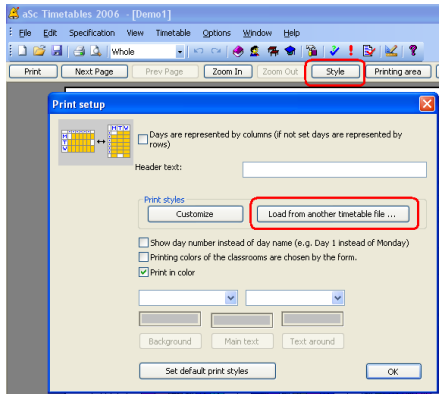 aSc Timetables 2006 - [Demo1]
File Edit Specification View Timetable Options Window Help
Whole
Print Next Page Prev Page Zoom In Zoom Out Style Printing area
Print setup
H T W
M
T
W
Days are represented by columns (if not set days are represented by
rows)
Header text:
Print styles
Customize Load from another timetable file ...
Show day number instead of day name (e.g. Day 1 instead of Monday)
Printing colors of the classrooms are chosen by the form.
Print in color
Background Main text Text around
Set default print styles OK